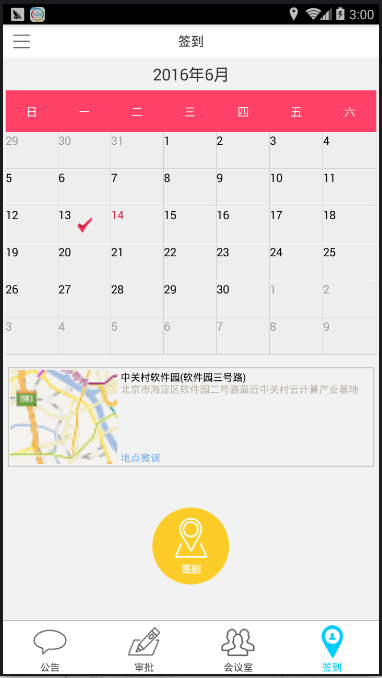 3:00
签到
2016年6月
日 一 二 三 四 五 六
29 30 31 1 2 3 4
5 6 7 8 9 10 11
12 13 14 15 16 17 18
19 20 21 22 23 24 25
26 27 28 29 30 1 2
3 4 5 6 7 8 9
中关村软件园(软件园三号路)
北京市海淀区软件园二号路靠近中关村云计算产业基地
地点微调
签到
公告 审批 会议室 签到